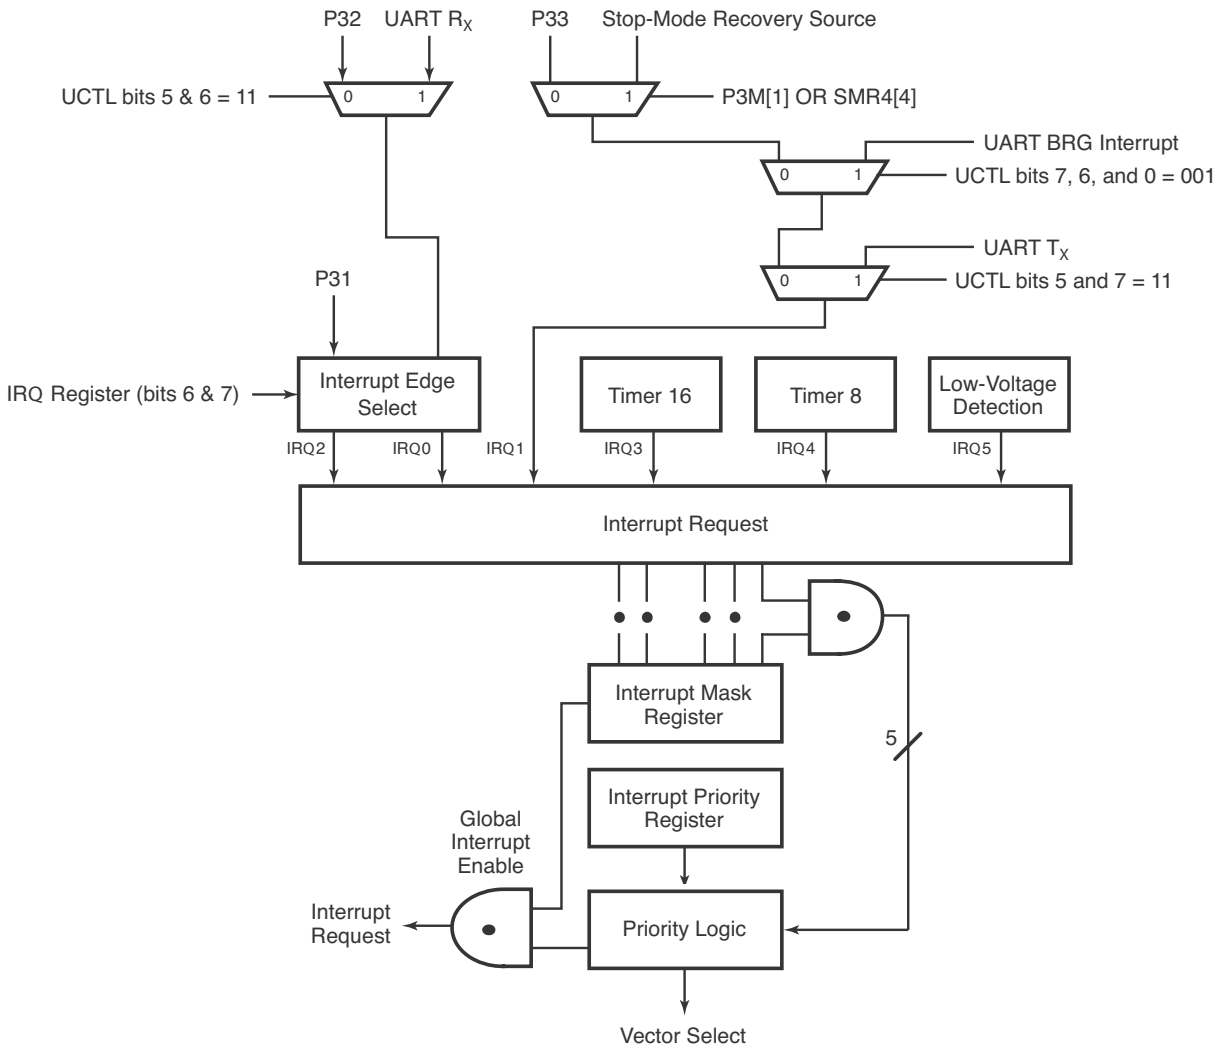 P32
UART RX
P33
Stop-Mode Recovery Source
UCTL bits 5 & 6 = 11
0
1
0
1
P3M[1] OR SMR4[4]
UART BRG Interrupt
0
1
UCTL bits 7, 6, and 0 = 001
UART TX
0
1
UCTL bits 5 and 7 = 11
P31
IRQ Register (bits 6 & 7)
Interrupt Edge
Select
Timer 16
Timer 8
Low-Voltage
Detection
IRQ2
IRQ0
IRQ1
IRQ3
IRQ4
IRQ5
Interrupt Request
Interrupt Mask
Register
5
Interrupt Priority
Register
Global
Interrupt
Enable
Interrupt
Request
Priority Logic
Vector Select